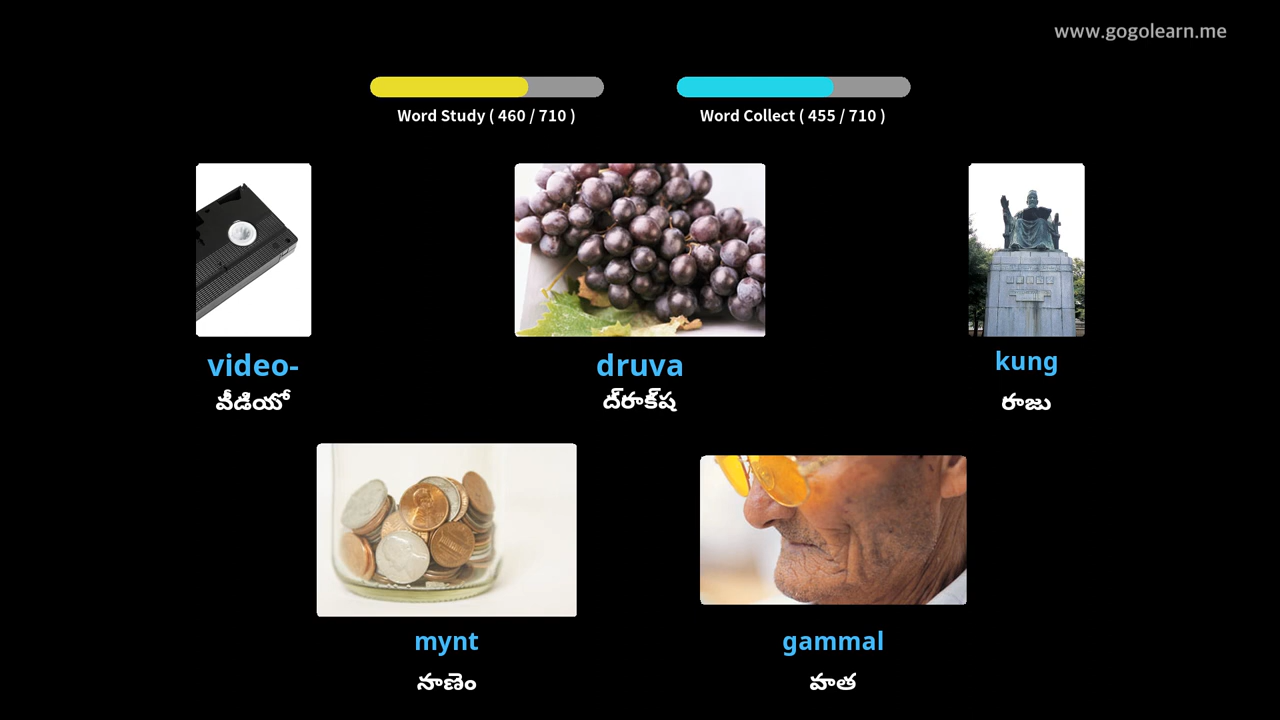 www.gogolearn.me
Word Study ( 460 / 710 )
Word Collect ( 455 / 710 )
video-
వీడియో
druva
ద్‌రాక్‌ష
kung
రాజు
mynt
నాణెం
gammal
పాత